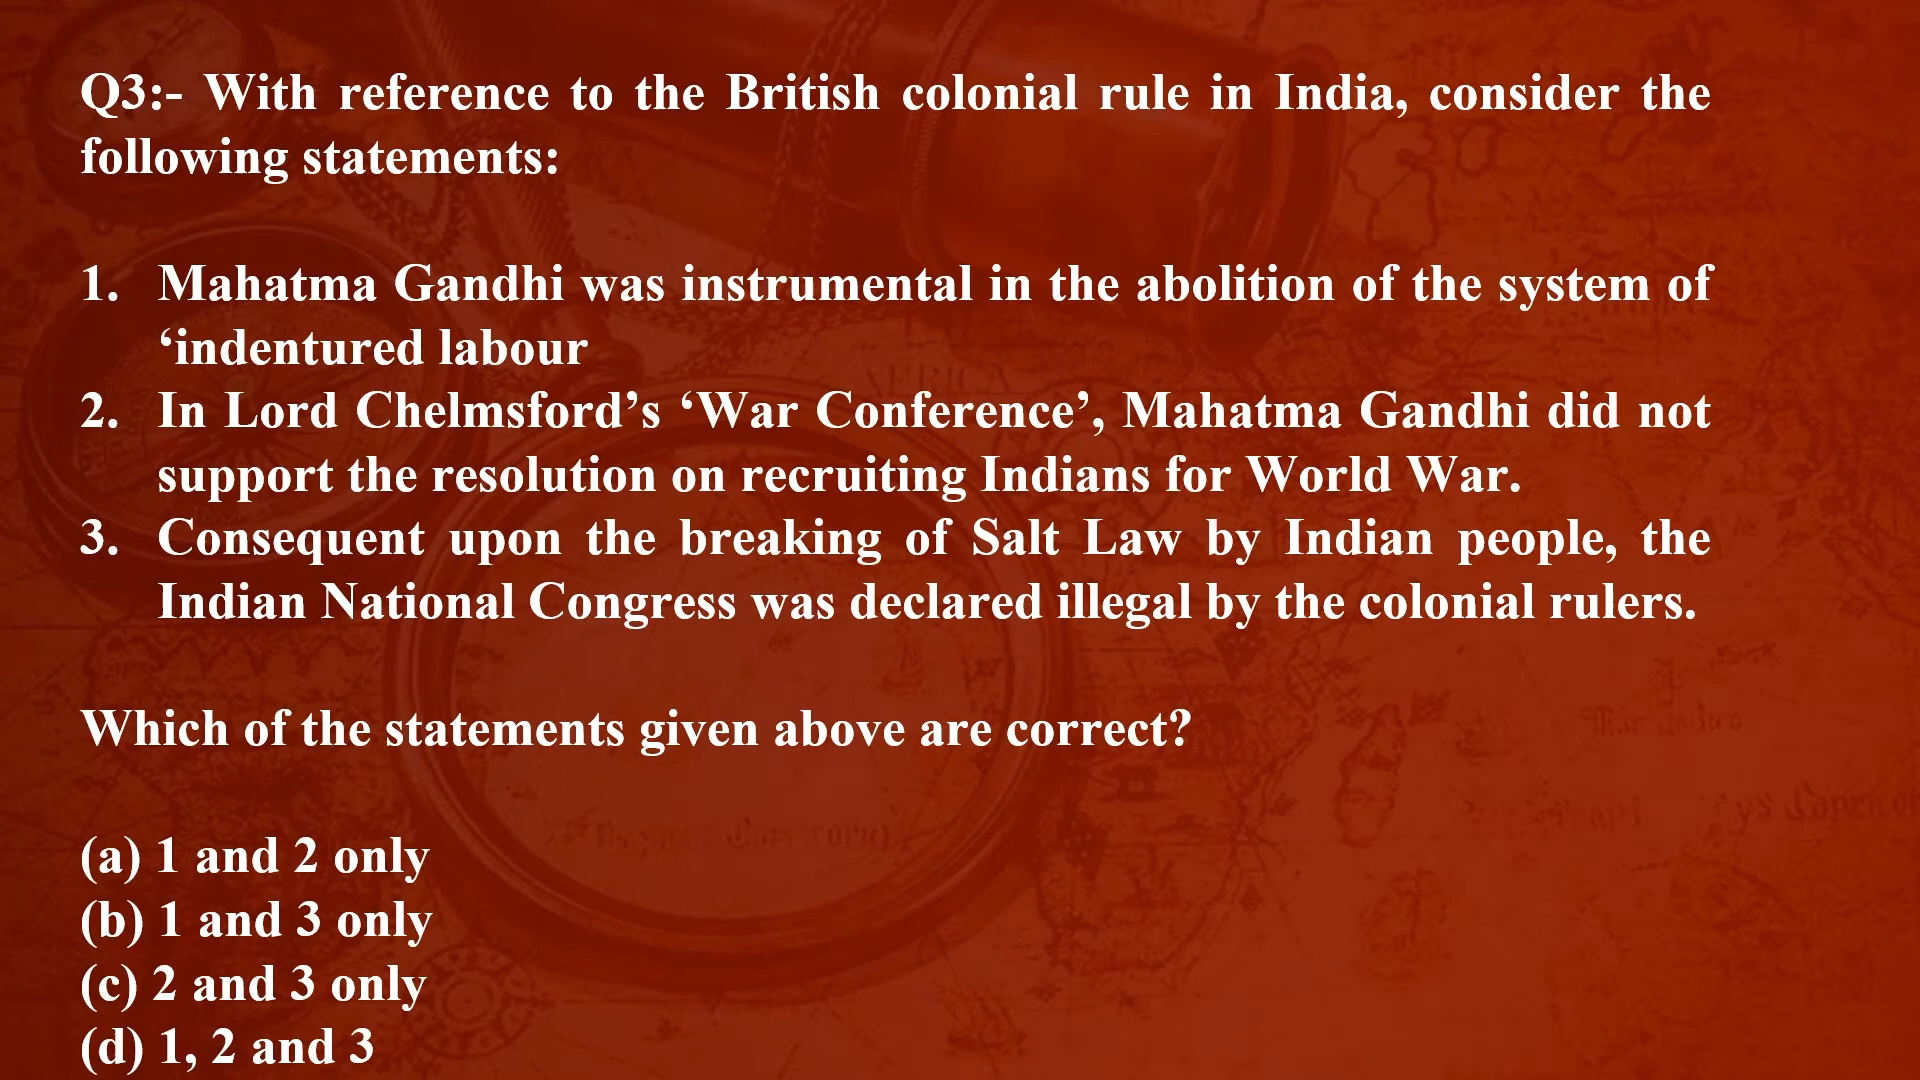 Q3:- With reference to the British colonial rule in India, consider the
following statements:
1. Mahatma Gandhi was instrumental in the abolition of the system of
‘indentured labour
2. In Lord Chelmsford’s ‘War Conference’, Mahatma Gandhi did not
support the resolution on recruiting Indians for World War.
3. Consequent upon the breaking of Salt Law by Indian people, the
Indian National Congress was declared illegal by the colonial rulers.
Which of the statements given above are correct?
(a) 1 and 2 only
(b) 1 and 3 only
(c) 2 and 3 only
(d) 1, 2 and 3